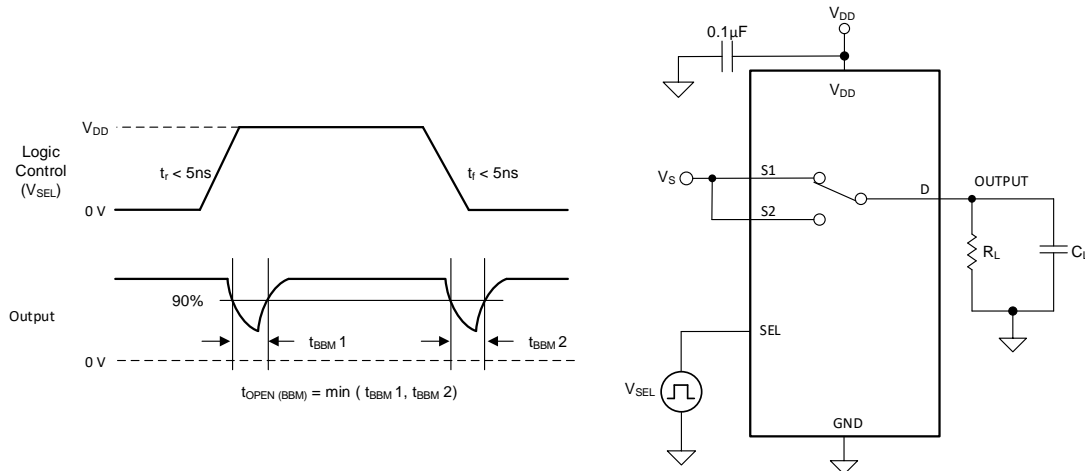 V_DD
Logic
Control
(V_SEL)
t_r < 5ns
t_f < 5ns
0 V
90%
Output
t_BBM 1
t_BBM 2
0 V
t_OPEN (BBM) = min ( t_BBM 1, t_BBM 2)
V_DD
0.1µF
V_DD
V_S
S1
S2
D
OUTPUT
R_L
C_L
SEL
V_SEL
GND